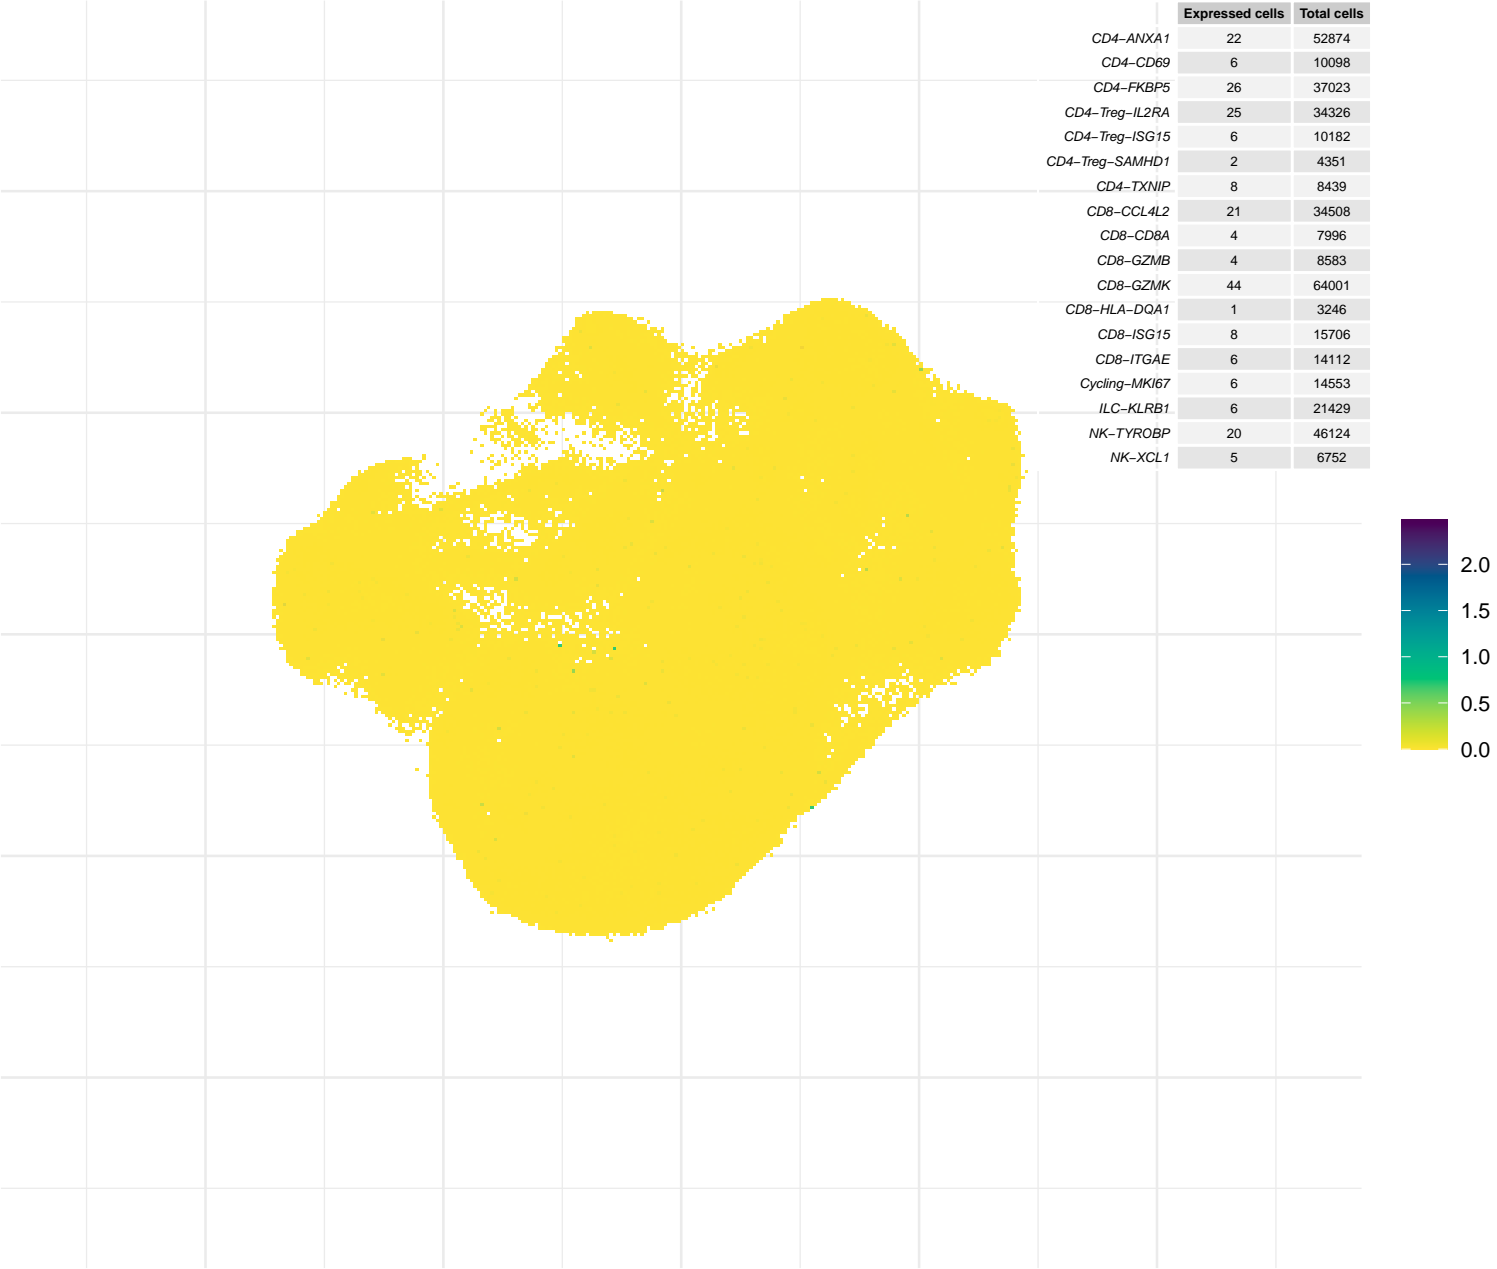 Expressed cells Total cells
CD4−ANXA1 22 52874
CD4−CD69 6 10098
CD4−FKBP5 26 37023
CD4−Treg−IL2RA 25 34326
CD4−Treg−ISG15 6 10182
CD4−Treg−SAMHD1 2 4351
CD4−TXNIP 8 8439
CD8−CCL4L2 21 34508
CD8−CD8A 4 7996
CD8−GZMB 4 8583
CD8−GZMK 44 64001
CD8−HLA−DQA1 1 3246
CD8−ISG15 8 15706
CD8−ITGAE 6 14112
Cycling−MKI67 6 14553
ILC−KLRB1 6 21429
NK−TYROBP 20 46124
NK−XCL1 5 6752
2.0
1.5
1.0
0.5
0.0